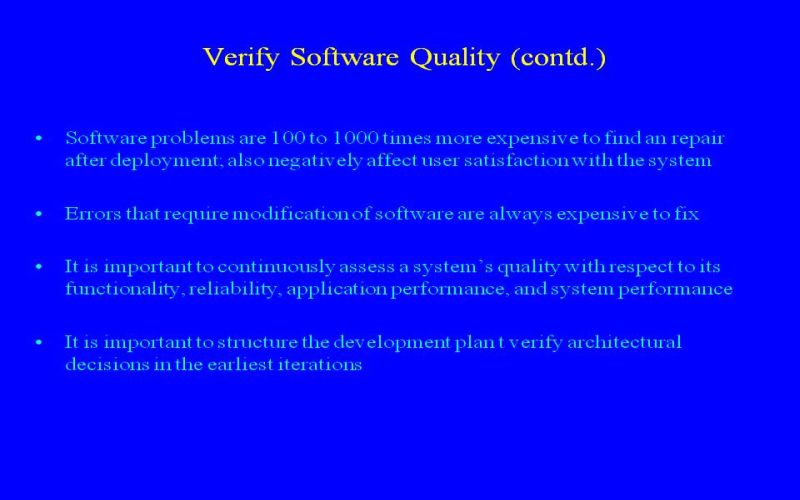 Verify Software Quality (contd.)
• Software problems are 100 to 1000 times more expensive to find an repair
after deployment; also negatively affect user satisfaction with the system
• Errors that require modification of software are always expensive to fix
• It is important to continuously assess a system's quality with respect to its
functionality, reliability, application performance, and system performance
• It is important to structure the development plan t verify architectural
decisions in the earliest iterations